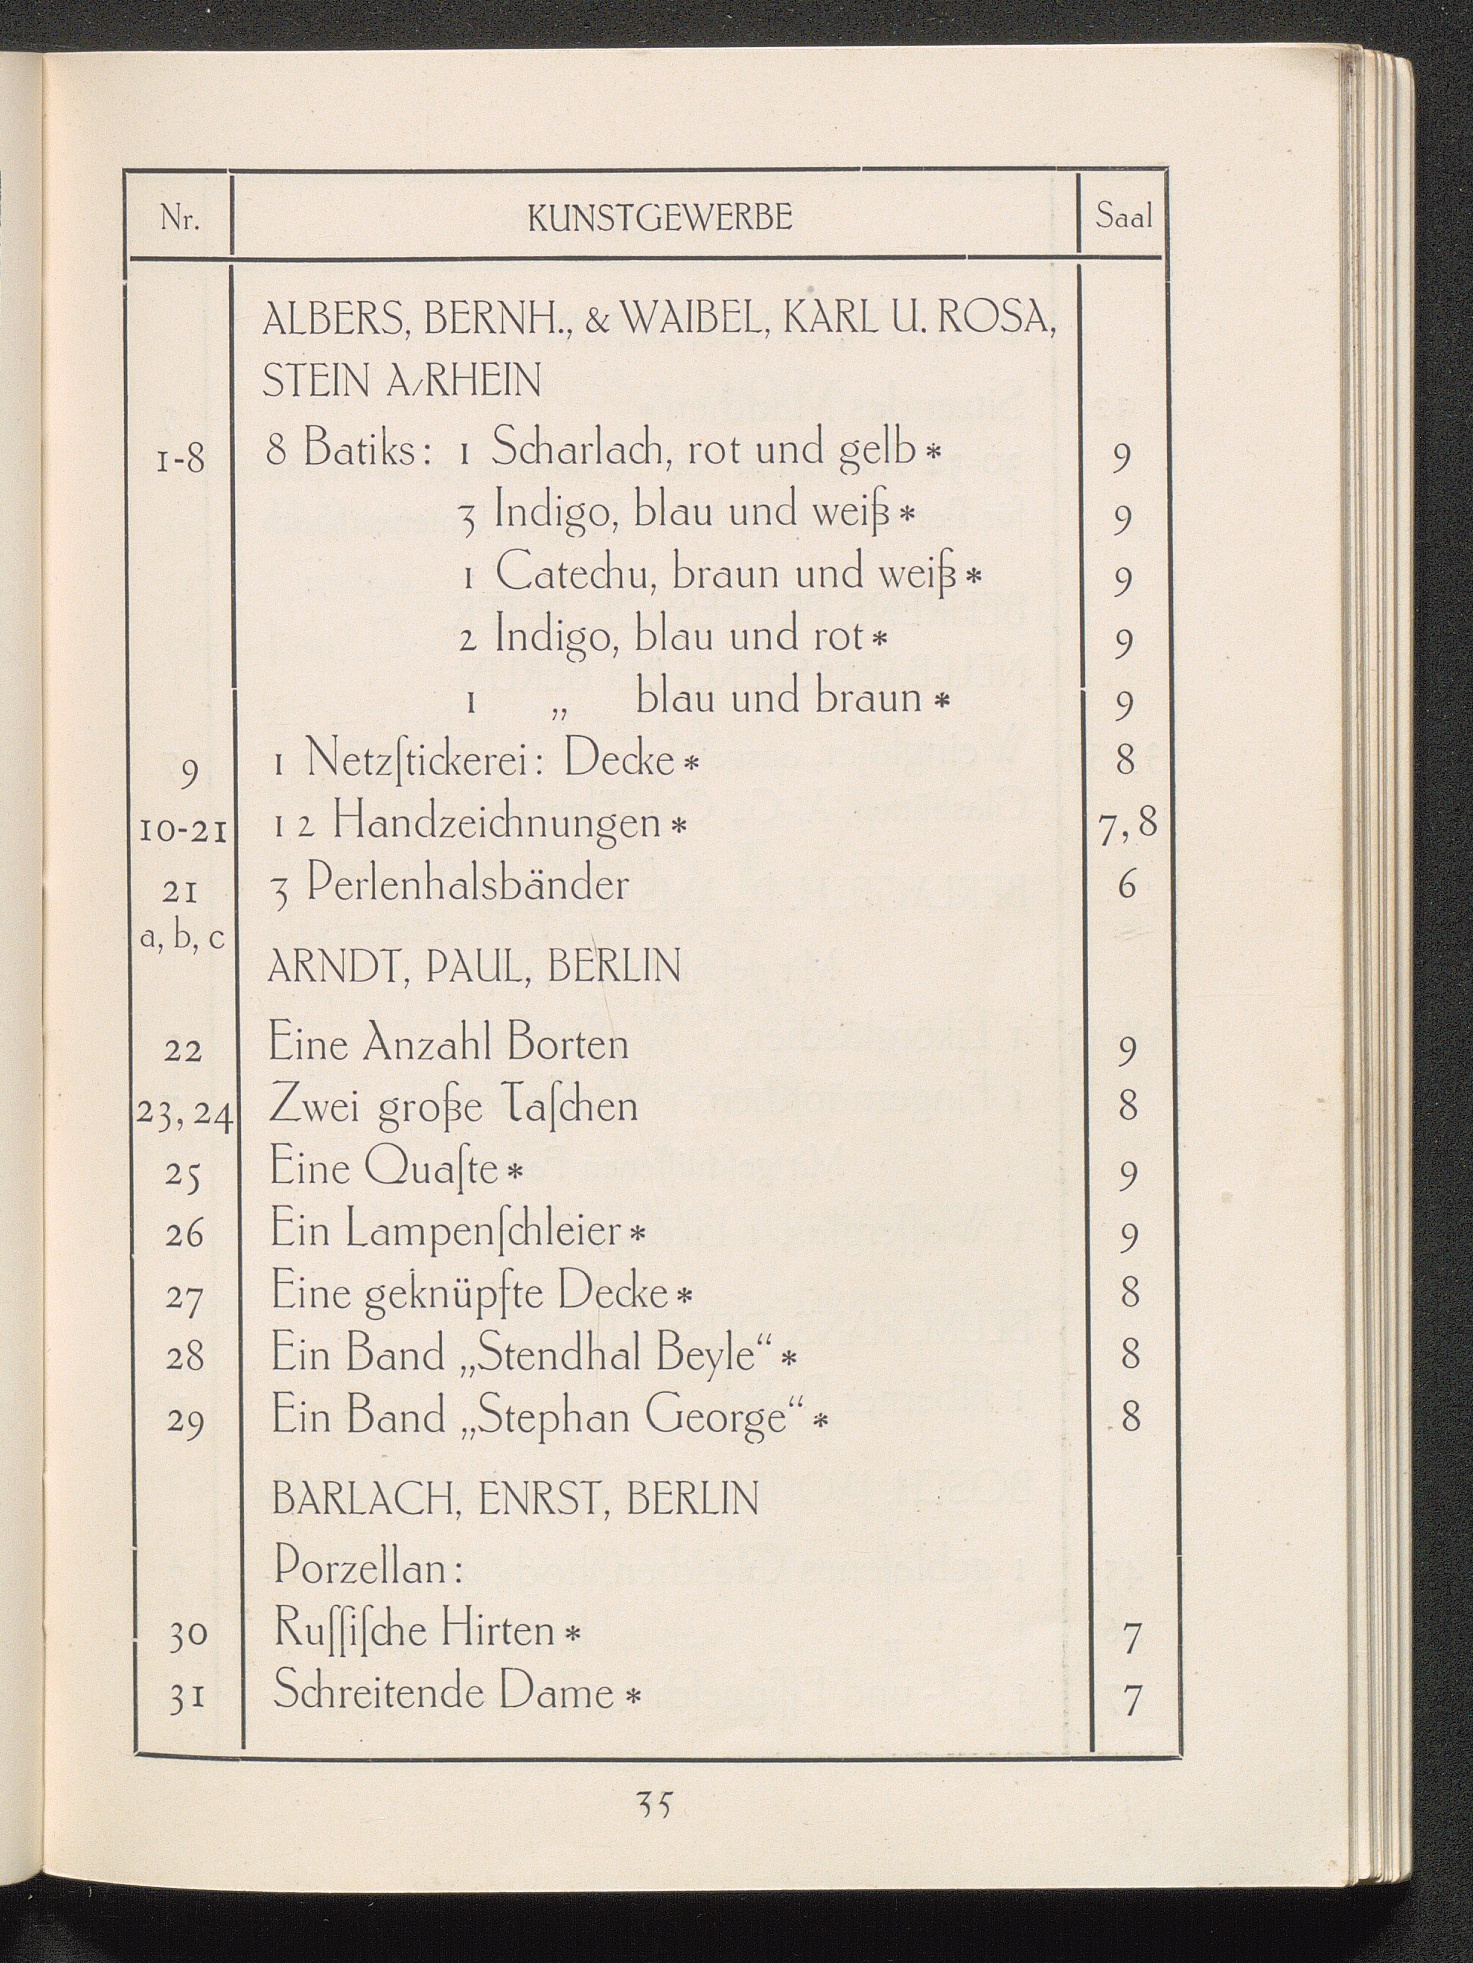 Nr. KUNSTGEWERBE Saal
ALBERS, BERNH., & WAIBEL, KARL U. ROSA,
STEIN A/RHEIN
1-8 8 Batiks: 1 Scharlach, rot und gelb * 9
3 Indigo, blau und weiß * 9
1 Catechu, braun und weiß * 9
2 Indigo, blau und rot * 9
1 „ blau und braun * 9
9 1 Netzſtickerei: Decke * 8
10-21 12 Handzeichnungen * 7, 8
21 3 Perlenhalsbänder 6
a, b, c
ARNDT, PAUL, BERLIN
22 Eine Anzahl Borten 9
23, 24 Zwei große Taſchen 8
25 Eine Quaſte * 9
26 Ein Lampenſchleier * 9
27 Eine geknüpfte Decke * 8
28 Ein Band „Stendhal Beyle“ * 8
29 Ein Band „Stephan George“ * 8
BARLACH, ENRST, BERLIN
Porzellan:
30 Ruſſiſche Hirten * 7
31 Schreitende Dame * 7
35